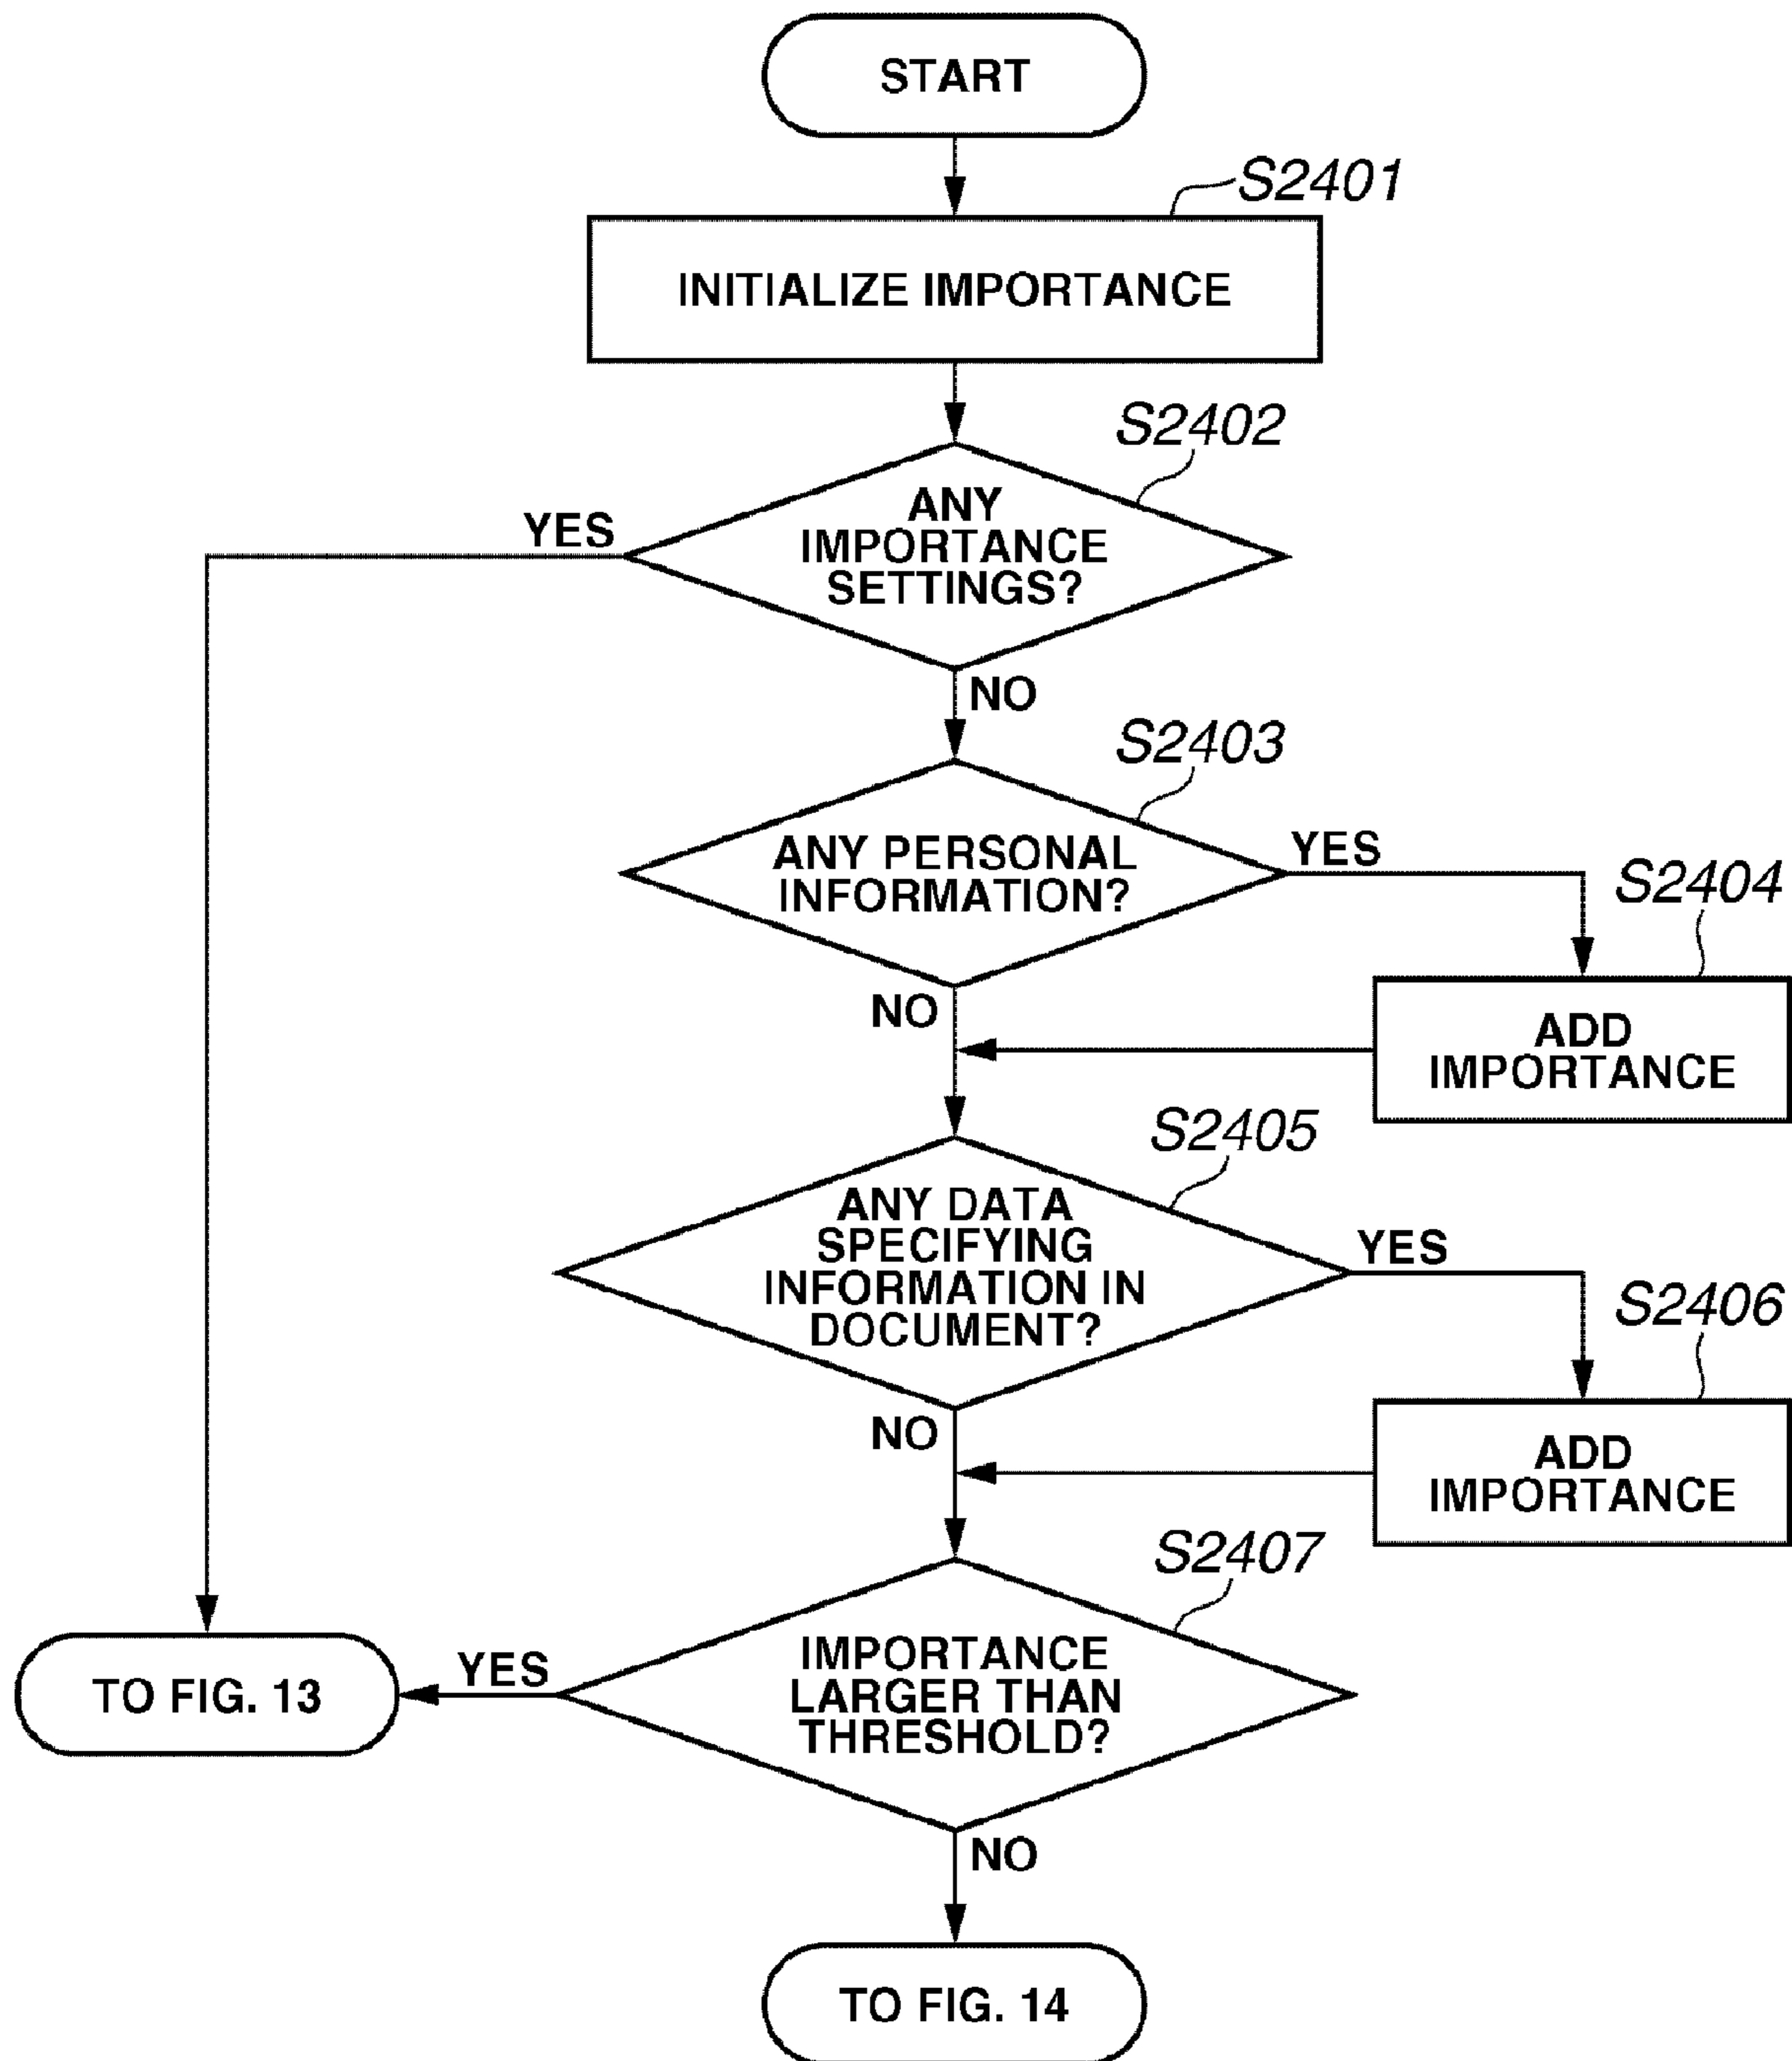 START
S2401
INITIALIZE IMPORTANCE
S2402
ANY
IMPORTANCE
SETTINGS?
YES
NO
S2403
ANY PERSONAL
INFORMATION?
YES
S2404
NO
ADD
IMPORTANCE
S2405
ANY DATA
SPECIFYING
INFORMATION IN
DOCUMENT?
YES
S2406
NO
ADD
IMPORTANCE
S2407
IMPORTANCE
LARGER THAN
THRESHOLD?
YES
TO FIG. 13
NO
TO FIG. 14